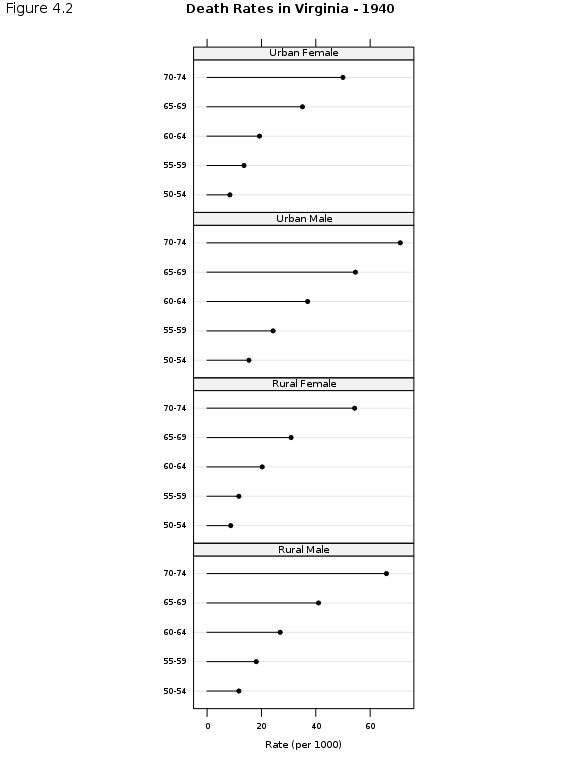 Figure 4.2
Death Rates in Virginia - 1940
Urban Female
70-74
65-69
60-64
55-59
50-54
Urban Male
70-74
65-69
60-64
55-59
50-54
Rural Female
70-74
65-69
60-64
55-59
50-54
Rural Male
70-74
65-69
60-64
55-59
50-54
0 20 40 60
Rate (per 1000)